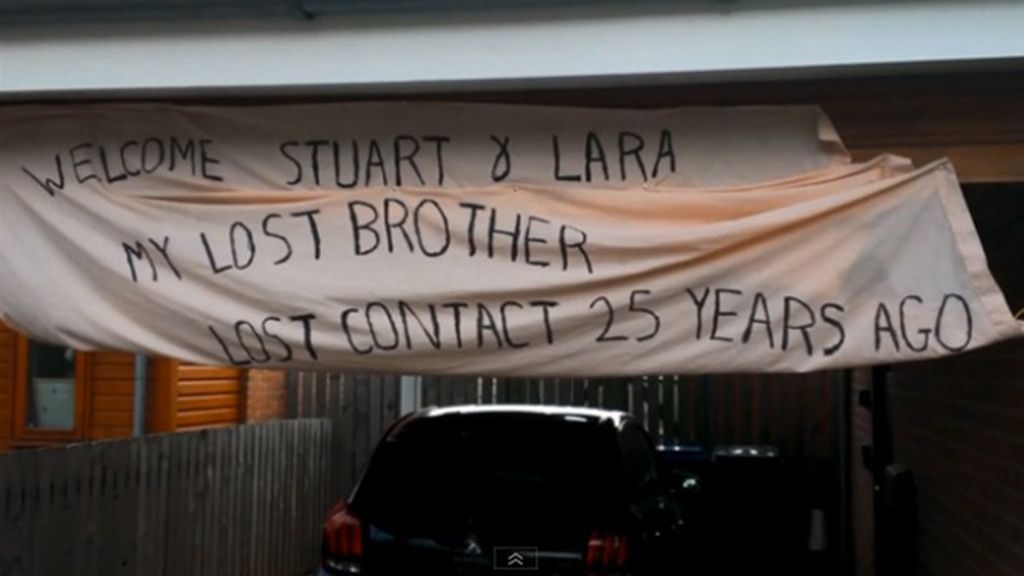 WELCOME STUART & LARA
MY LOST BROTHER
LOST CONTACT 25 YEARS AGO